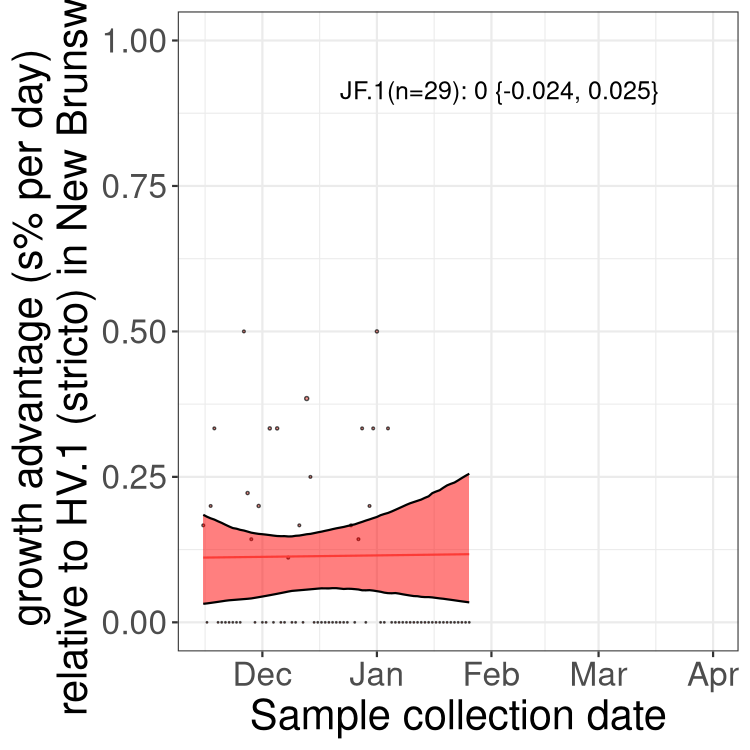 growth advantage (s% per day)
relative to HV.1 (stricto) in New Brunsw
1.00
0.75
0.50
0.25
0.00
JF.1(n=29): 0 {-0.024, 0.025}
Dec Jan Feb Mar Apr
Sample collection date